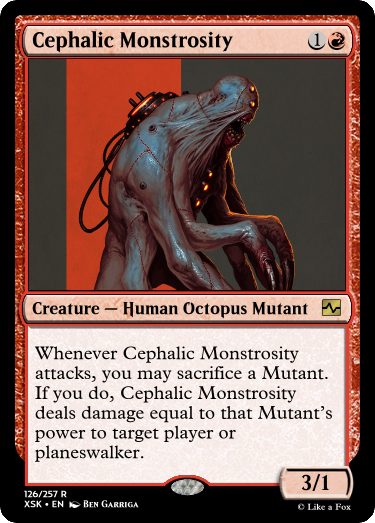 Cephalic Monstrosity 1
Creature — Human Octopus Mutant
Whenever Cephalic Monstrosity
attacks, you may sacrifice a Mutant.
If you do, Cephalic Monstrosity
deals damage equal to that Mutant's
power to target player or
planeswalker.
3/1
126/257 R
XSK • EN Ben Garriga
© Like a Fox